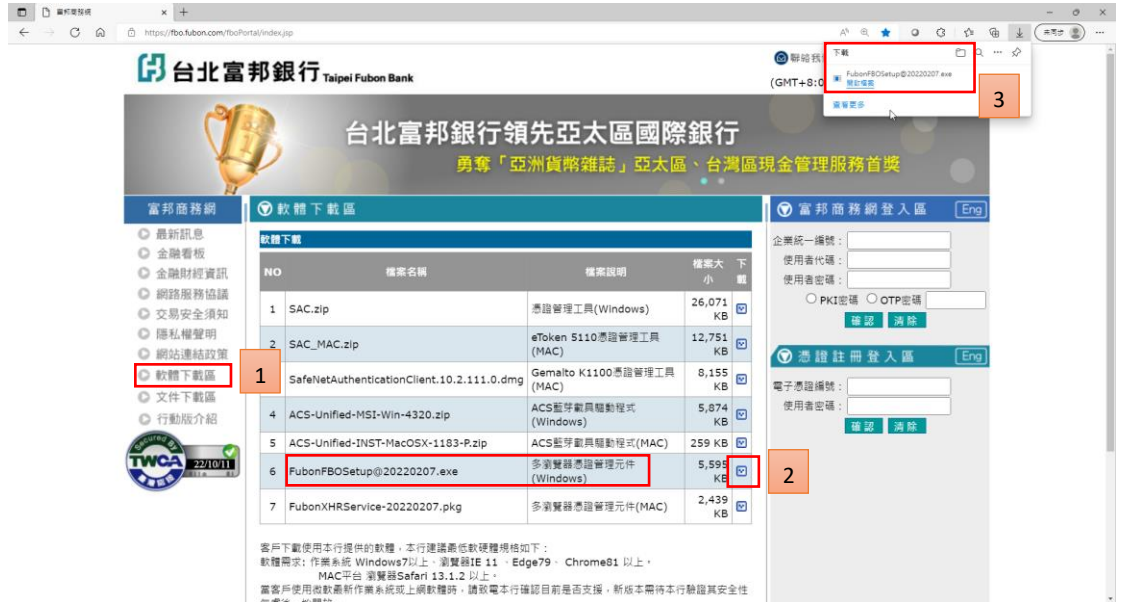 富邦商務網
https://fbo.fubon.com/fboPortal/index.jsp
台北富邦銀行 Taipei Fubon Bank
聯絡我
(GMT+8:0
下載
FubonFBOSetup@20220207.exe
開啟檔案
查看更多
3
台北富邦銀行領先亞太區國際銀行
勇奪「亞洲貨幣雜誌」亞太區、台灣區現金管理服務首獎
富邦商務網
最新訊息
金融看板
金融財經資訊
網路服務協議
交易安全須知
隱私權聲明
網站連結政策
軟體下載區
1
文件下載區
行動版介紹
Secured By
TWCA 22/10/11
軟體下載區
軟體下載
NO 檔案名稱 檔案說明 檔案大小 下載
1 SAC.zip 憑證管理工具(Windows) 26,071 KB
2 SAC_MAC.zip eToken 5110憑證管理工具(MAC) 12,751 KB
SafeNetAuthenticationClient.10.2.111.0.dmg Gemalto K1100憑證管理工具(MAC) 8,155 KB
4 ACS-Unified-MSI-Win-4320.zip ACS藍芽載具驅動程式(Windows) 5,874 KB
5 ACS-Unified-INST-MacOSX-1183-P.zip ACS藍芽載具驅動程式(MAC) 259 KB
6 FubonFBOSetup@20220207.exe 多瀏覽器憑證管理元件(Windows) 5,595 KB
2
7 FubonXHRService-20220207.pkg 多瀏覽器憑證管理元件(MAC) 2,439 KB
客戶下載使用本行提供的軟體，本行建議最低軟硬體規格如下：
軟體需求: 作業系統 Windows7以上、瀏覽器IE 11 、Edge79、 Chrome81 以上。
MAC平台 瀏覽器Safari 13.1.2 以上。
當客戶使用微軟最新作業系統或上網軟體時，請致電本行確認目前是否支援，新版本需待本行驗證其安全性
富邦商務網登入區 Eng
企業統一編號：
使用者代碼：
使用者密碼：
PKI密碼 OTP密碼
確認 清除
憑證註冊登入區 Eng
電子憑證編號：
使用者密碼：
確認 清除